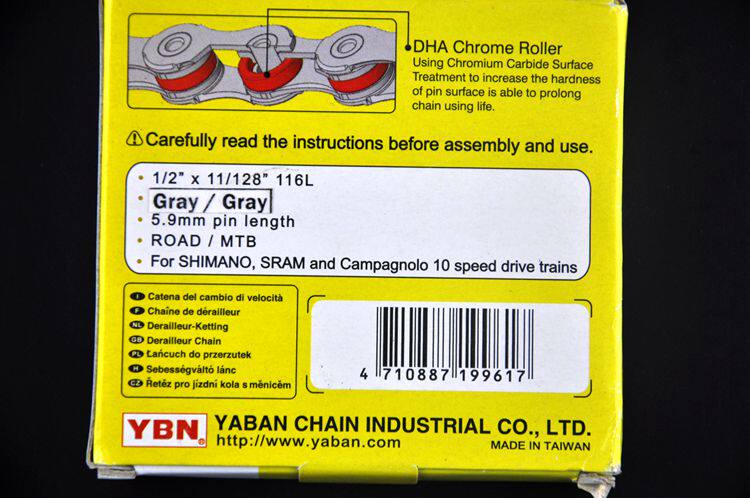 DHA Chrome Roller
Using Chromium Carbide Surface
Treatment to increase the hardness
of pin surface is able to prolong
chain using life.
⚠Carefully read the instructions before assembly and use.
• 1/2" x 11/128" 116L
• Gray / Gray
• 5.9mm pin length
• ROAD / MTB
• For SHIMANO, SRAM and Campagnolo 10 speed drive trains
I Catena del cambio di velocità
F Chaîne de dérailleur
NL Derailleur-Ketting
GB Derailleur Chain
PL Łańcuch do przerzutek
H Sebességváltó lánc
CZ Řetěz pro jízdní kola s měničem
4 710887 199617
YBN® YABAN CHAIN INDUSTRIAL CO., LTD.
http://www.yaban.com
MADE IN TAIWAN